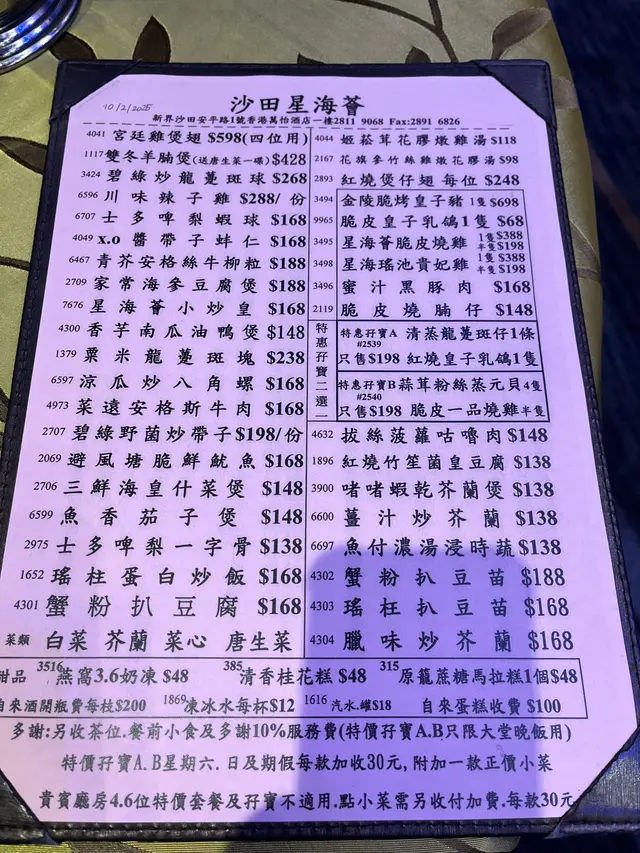 10/2/2025
沙田星海薈
新界沙田安平路1號香港萬怡酒店一樓2811 9068 Fax:2891 6826
4041 宮廷雞煲翅 $598(四位用)
1117 雙冬羊腩煲(送唐生菜一碟) $428
3424 碧綠炒龍躉斑球 $268
6596 川味辣子雞 $288/份
6707 士多啤梨蝦球 $168
4049 x.o 醬帶子蚌仁 $168
6467 青芥安格絲牛柳粒 $188
2709 家常海參豆腐煲 $188
7676 星海薈小炒皇 $168
4300 香芋南瓜油鴨煲 $148
1379 粟米龍躉斑塊 $238
6597 涼瓜炒八角螺 $168
4973 菜遠安格斯牛肉 $168
2707 碧綠野菌炒帶子 $198/份
2069 避風塘脆鮮魷魚 $168
2706 三鮮海皇什菜煲 $148
6599 魚香茄子煲 $148
2975 士多啤梨一字骨 $138
1652 瑤柱蛋白炒飯 $168
4301 蟹粉扒豆腐 $168
菜類 白菜 芥蘭 菜心 唐生菜
4044 姬菘茸花膠燉雞湯 $118
2167 花旗參竹絲雞燉花膠湯 $98
2893 紅燒煲仔翅 每位 $248
3494 金陵脆烤皇子豬 1隻$698
9965 脆皮皇子乳鴿1隻 $68
3495 星海薈脆皮燒雞 1隻$388 半隻$198
3498 星海瑤池貴妃雞 1隻$388 半隻$198
3496 蜜汁黑豚肉 $168
2119 脆皮燒腩仔 $148
特惠孖寶二選一
特惠孖寶A 清蒸龍躉斑仔1條
#2539
只售$198 紅燒皇子乳鴿1隻
特惠孖寶B 蒜茸粉絲蒸元貝4隻
#2540
只售$198 脆皮一品燒雞半隻
4632 拔絲菠蘿咕嚕肉 $148
1896 紅燒竹笙菌皇豆腐 $138
3900 啫啫蝦乾芥蘭煲 $138
6600 薑汁炒芥蘭 $138
6697 魚付濃湯浸時蔬 $138
4302 蟹粉扒豆苗 $188
4303 瑤枉扒豆苗 $168
4304 臘味炒芥蘭 $168
甜品 3516 燕窩3.6奶凍 $48 385 清香桂花糕 $48 315 原籠蔗糖馬拉糕1個$48
自來酒開瓶費每枝$200 1869 凍冰水每杯$12 1616 汽水.罐$18 自來蛋糕收費 $100
多謝:另收茶位.餐前小食及多謝10%服務費(特價孖寶A.B只限大堂晚飯用)
特價孖寶A.B星期六.日及期假每款加收30元,附加一款正價小菜
貴賓廳房4.6位特價套餐及孖寶不適用.點小菜需另收付加費.每款30元